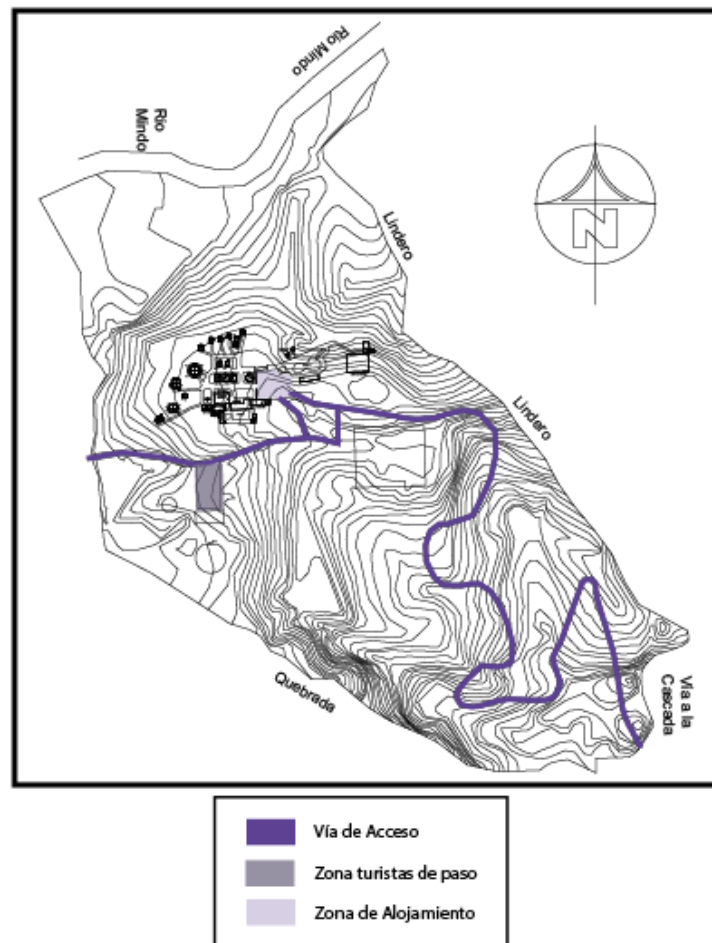 Río Mindo
Río
Mindo
Lindero
N
Lindero
Quebrada
Vía a la
Cascada
Vía de Acceso
Zona turistas de paso
Zona de Alojamiento